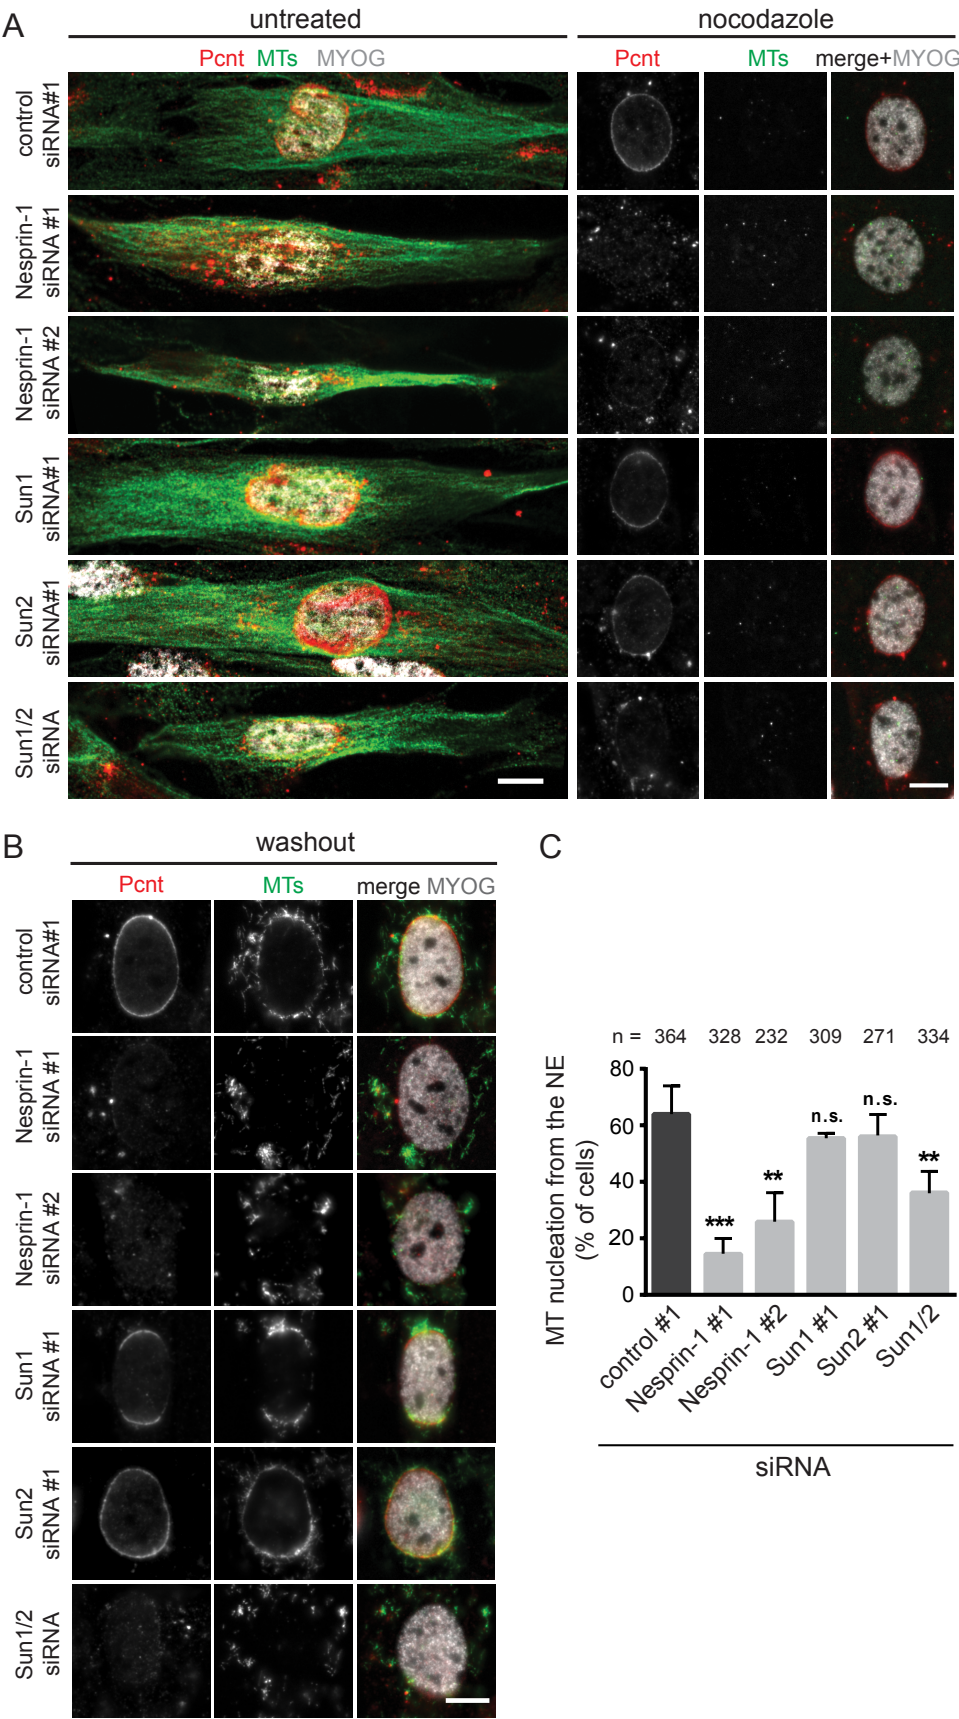 A
untreated
nocodazole
Pcnt MTs MYOG
Pcnt
MTs
merge+MYOG
control
siRNA#1
Nesprin-1
siRNA #1
Nesprin-1
siRNA #2
Sun1
siRNA#1
Sun2
siRNA#1
Sun1/2
siRNA
B
washout
Pcnt
MTs
merge MYOG
control
siRNA#1
Nesprin-1
siRNA #1
Nesprin-1
siRNA #2
Sun1
siRNA #1
Sun2
siRNA #1
Sun1/2
siRNA
C
n = 364 328 232 309 271 334
MT nucleation from the NE
(% of cells)
80
60
40
20
0
***
**
n.s.
n.s.
**
control #1
Nesprin-1 #1
Nesprin-1 #2
Sun1 #1
Sun2 #1
Sun1/2
siRNA